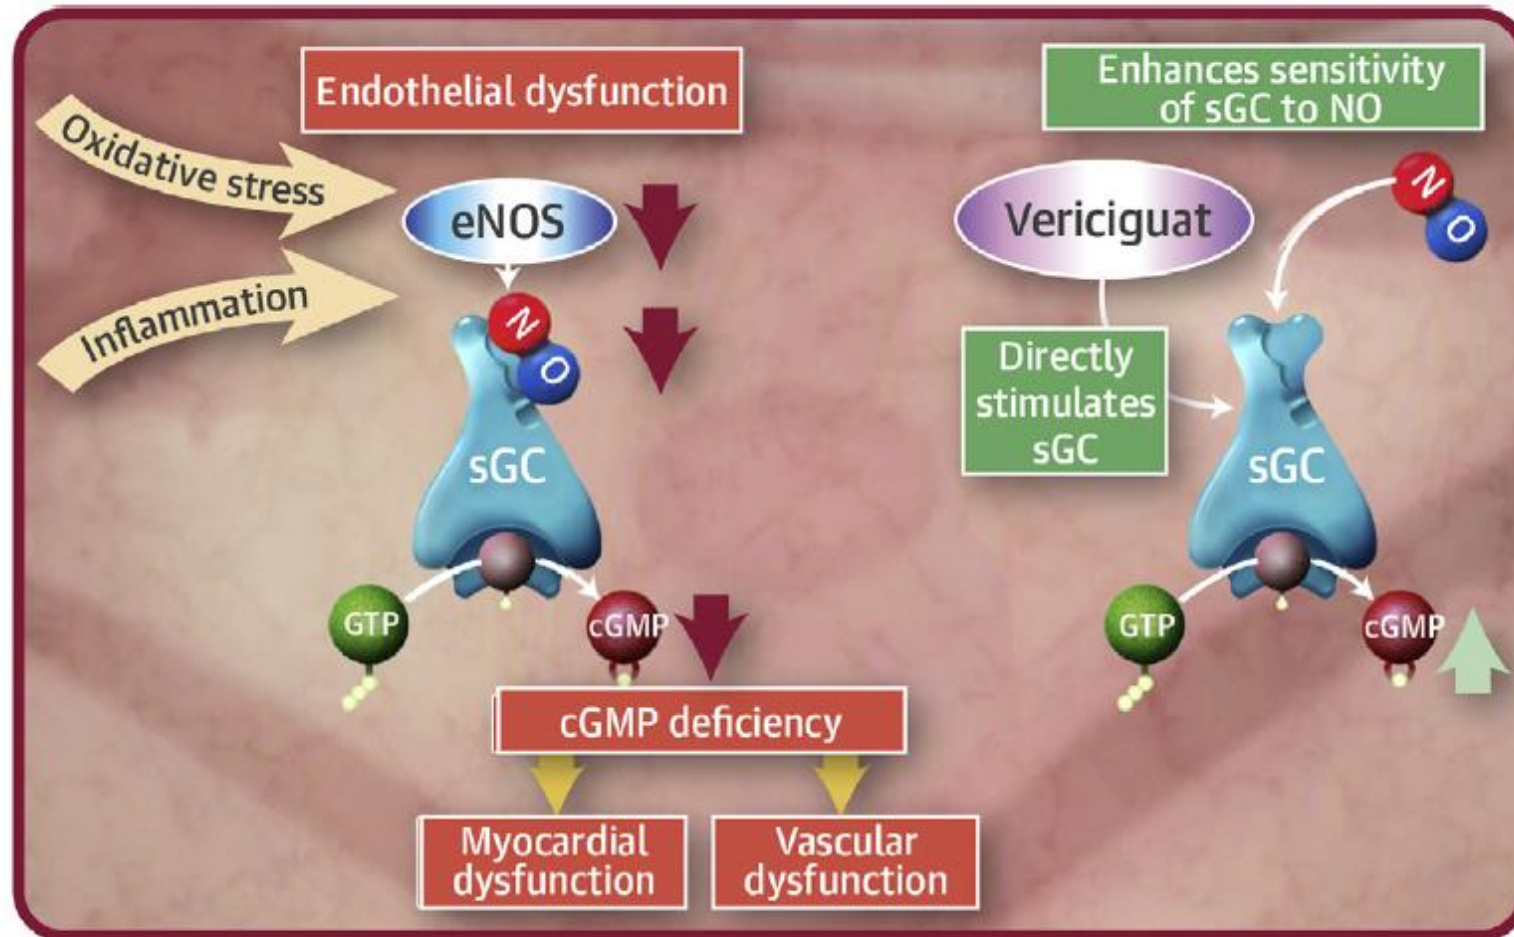 Endothelial dysfunction
Oxidative stress
Inflammation
eNOS
N
O
sGC
GTP
cGMP
cGMP deficiency
Myocardial
dysfunction
Vascular
dysfunction
Enhances sensitivity
of sGC to NO
Vericiguat
N
O
Directly
stimulates
sGC
sGC
GTP
cGMP